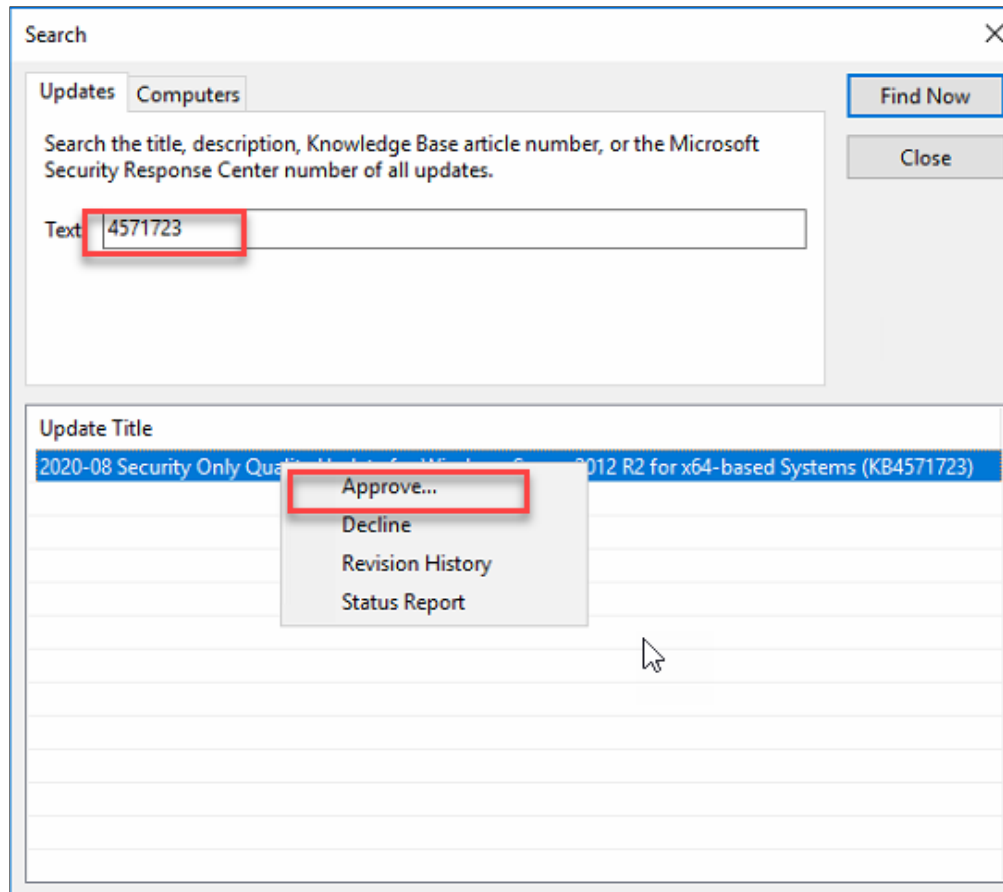 Search
Updates
Computers
Find Now
Search the title, description, Knowledge Base article number, or the Microsoft
Security Response Center number of all updates.
Close
Text
4571723
Update Title
2020-08 Security Only 2012 R2 for x64-based Systems (KB4571723)
Approve...
Decline
Revision History
Status Report